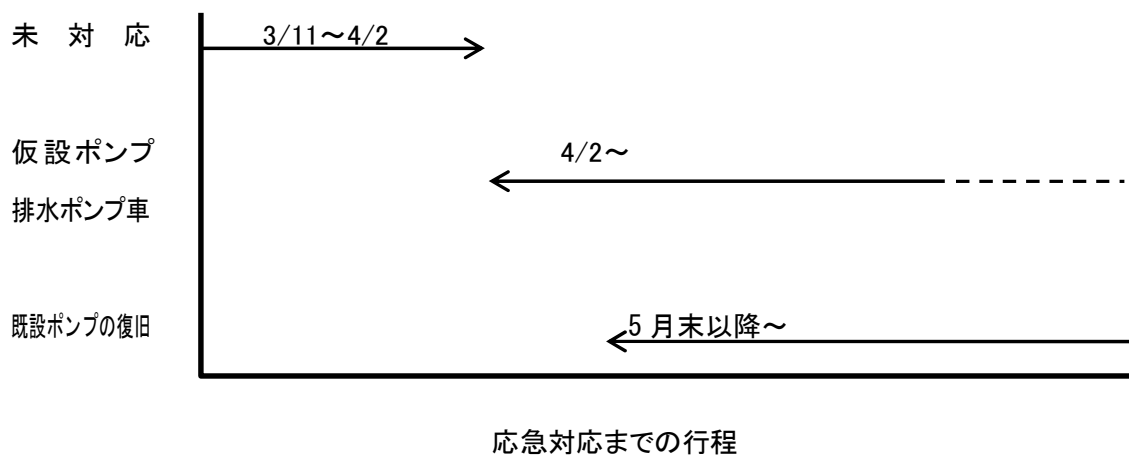 未 対 応
3/11～4/2
仮設ポンプ
4/2～
排水ポンプ車
既設ポンプの復旧
5月末以降～
応急対応までの行程